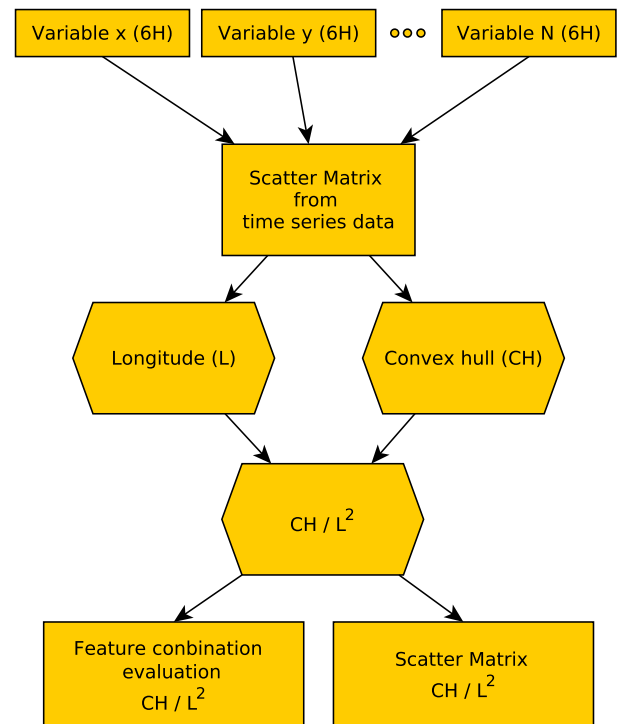 Variable x (6H)
Variable y (6H)
Variable N (6H)
Scatter Matrix
from
time series data
Longitude (L)
Convex hull (CH)
CH / L²
Feature conbination
evaluation
CH / L²
Scatter Matrix
CH / L²